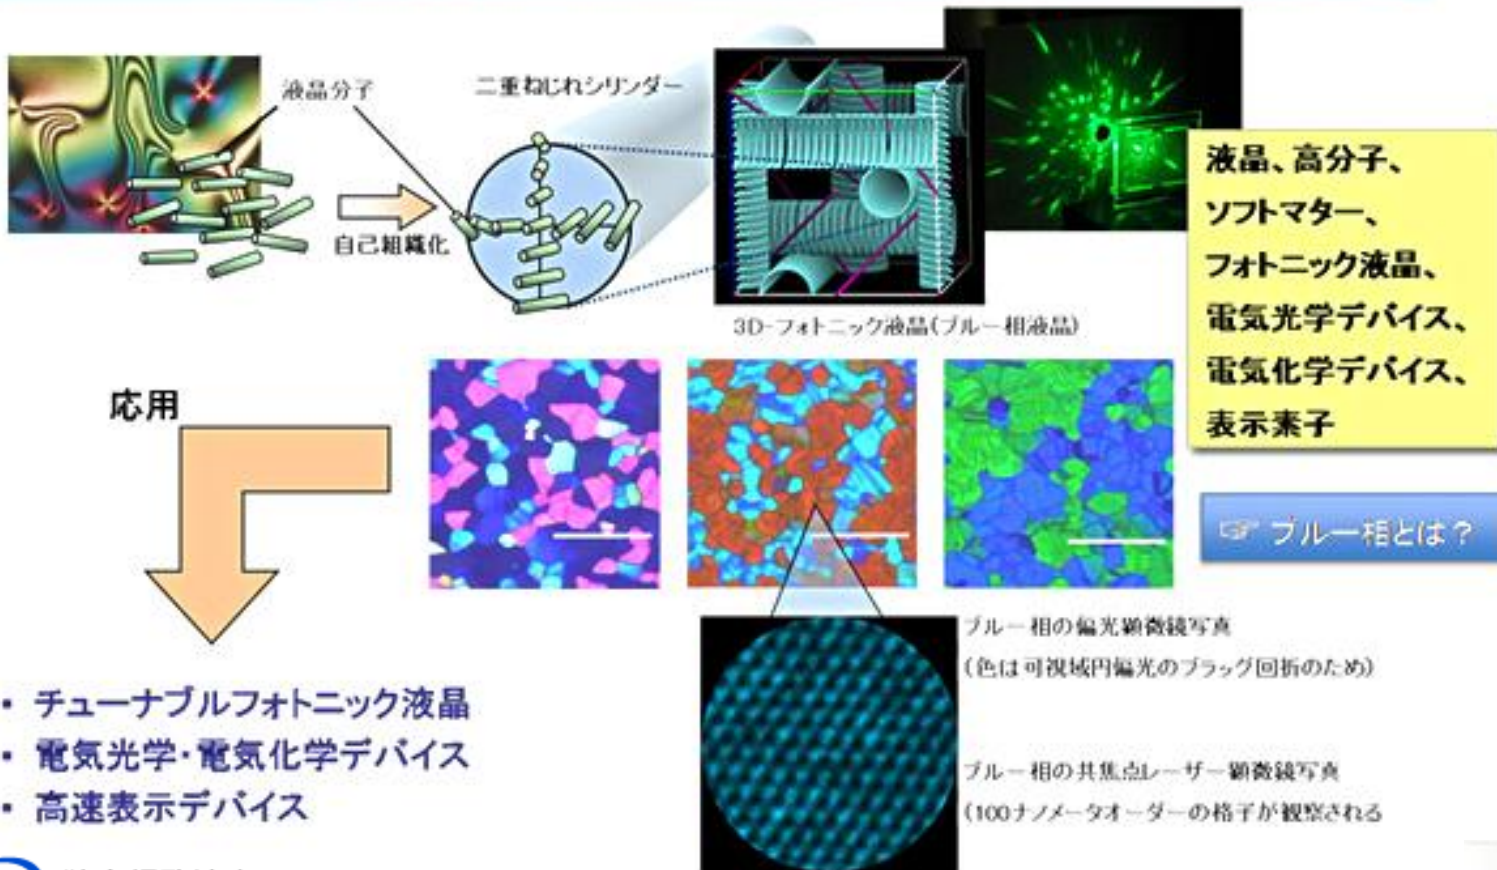 液晶分子
二重ねじれシリンダー
自己組織化
3D-フォトニック液晶(ブルー相液晶)
液晶、高分子、
ソフトマター、
フォトニック液晶、
電気光学デバイス、
電気化学デバイス、
表示素子
応用
☞ ブルー相とは？
ブルー相の偏光顕微鏡写真
(色は可視域円偏光のブラッグ回折のため)
・チューナブルフォトニック液晶
・電気光学・電気化学デバイス
・高速表示デバイス
ブルー相の共焦点レーザー顕微鏡写真
(100ナノメータオーダーの格子が観察される